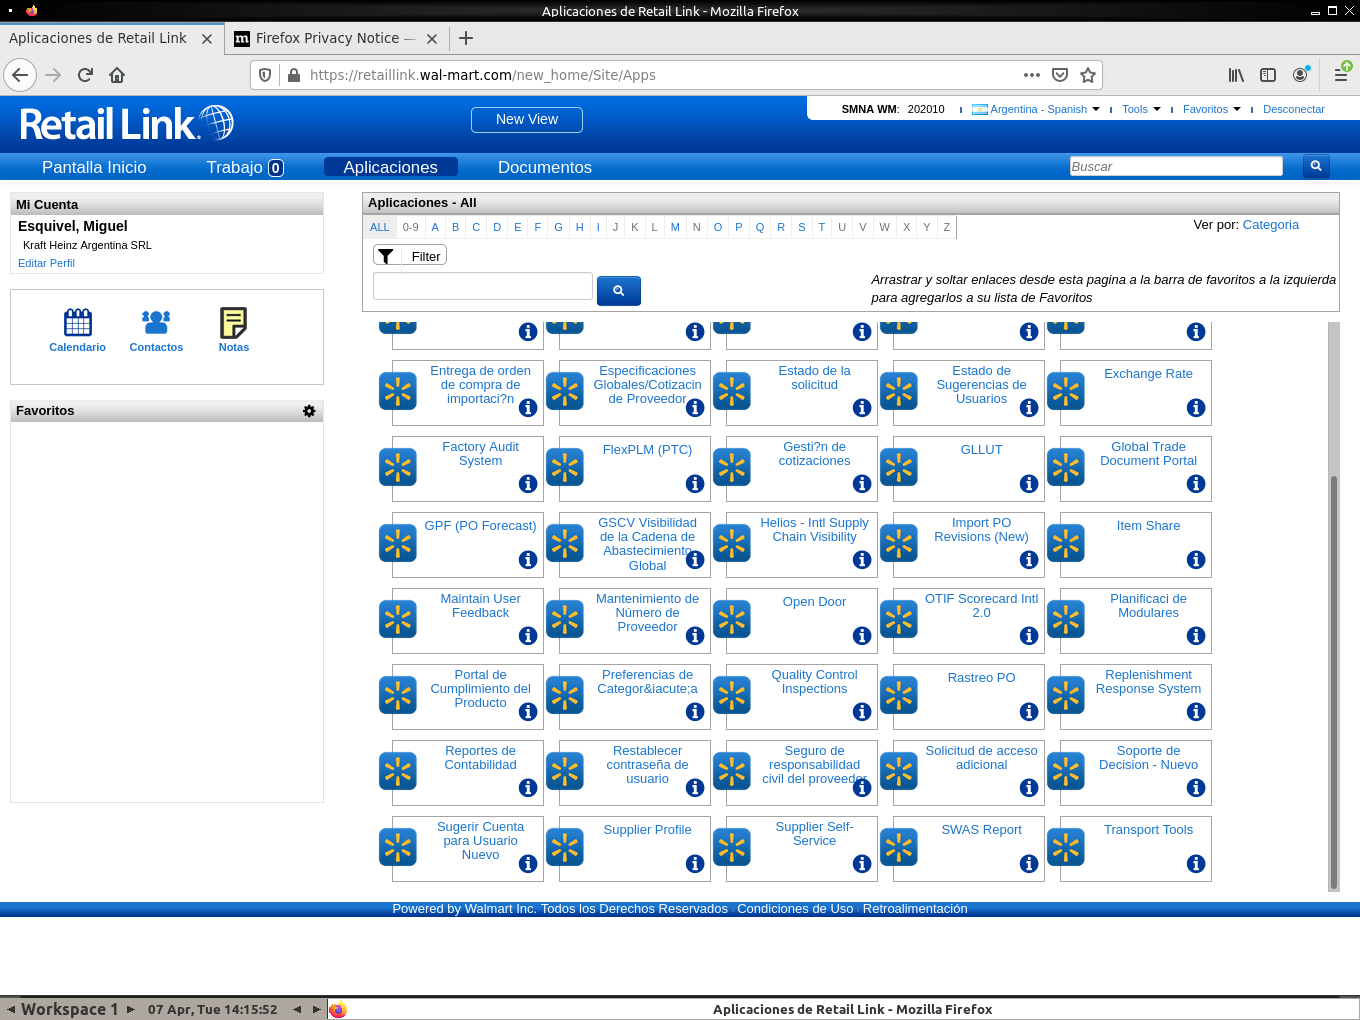 Aplicaciones de Retail Link - Mozilla Firefox
Aplicaciones de Retail Link
Firefox Privacy Notice —
https://retaillink.wal-mart.com/new_home/Site/Apps
Retail Link
New View
SMNA WM: 202010
Argentina - Spanish
Tools
Favoritos
Desconectar
Pantalla Inicio
Trabajo 0
Aplicaciones
Documentos
Buscar
Mi Cuenta
Esquivel, Miguel
Kraft Heinz Argentina SRL
Editar Perfil
Calendario
Contactos
Notas
Favoritos
Aplicaciones - All
ALL 0-9 A B C D E F G H I J K L M N O P Q R S T U V W X Y Z
Ver por: Categoria
Filter
Arrastrar y soltar enlaces desde esta pagina a la barra de favoritos a la izquierda
para agregarlos a su lista de Favoritos
Entrega de orden
de compra de
importaci?n
Especificaciones
Globales/Cotizacin
de Proveedor
Estado de la
solicitud
Estado de
Sugerencias de
Usuarios
Exchange Rate
Factory Audit
System
FlexPLM (PTC)
Gesti?n de
cotizaciones
GLLUT
Global Trade
Document Portal
GPF (PO Forecast)
GSCV Visibilidad
de la Cadena de
Abastecimiento
Global
Helios - Intl Supply
Chain Visibility
Import PO
Revisions (New)
Item Share
Maintain User
Feedback
Mantenimiento de
Número de
Proveedor
Open Door
OTIF Scorecard Intl
2.0
Planificaci de
Modulares
Portal de
Cumplimiento del
Producto
Preferencias de
Categor&iacute;a
Quality Control
Inspections
Rastreo PO
Replenishment
Response System
Reportes de
Contabilidad
Restablecer
contraseña de
usuario
Seguro de
responsabilidad
civil del proveedor
Solicitud de acceso
adicional
Soporte de
Decision - Nuevo
Sugerir Cuenta
para Usuario
Nuevo
Supplier Profile
Supplier Self-
Service
SWAS Report
Transport Tools
Powered by Walmart Inc. Todos los Derechos Reservados
Condiciones de Uso
Retroalimentación
Workspace 1
07 Apr, Tue 14:15:52
Aplicaciones de Retail Link - Mozilla Firefox